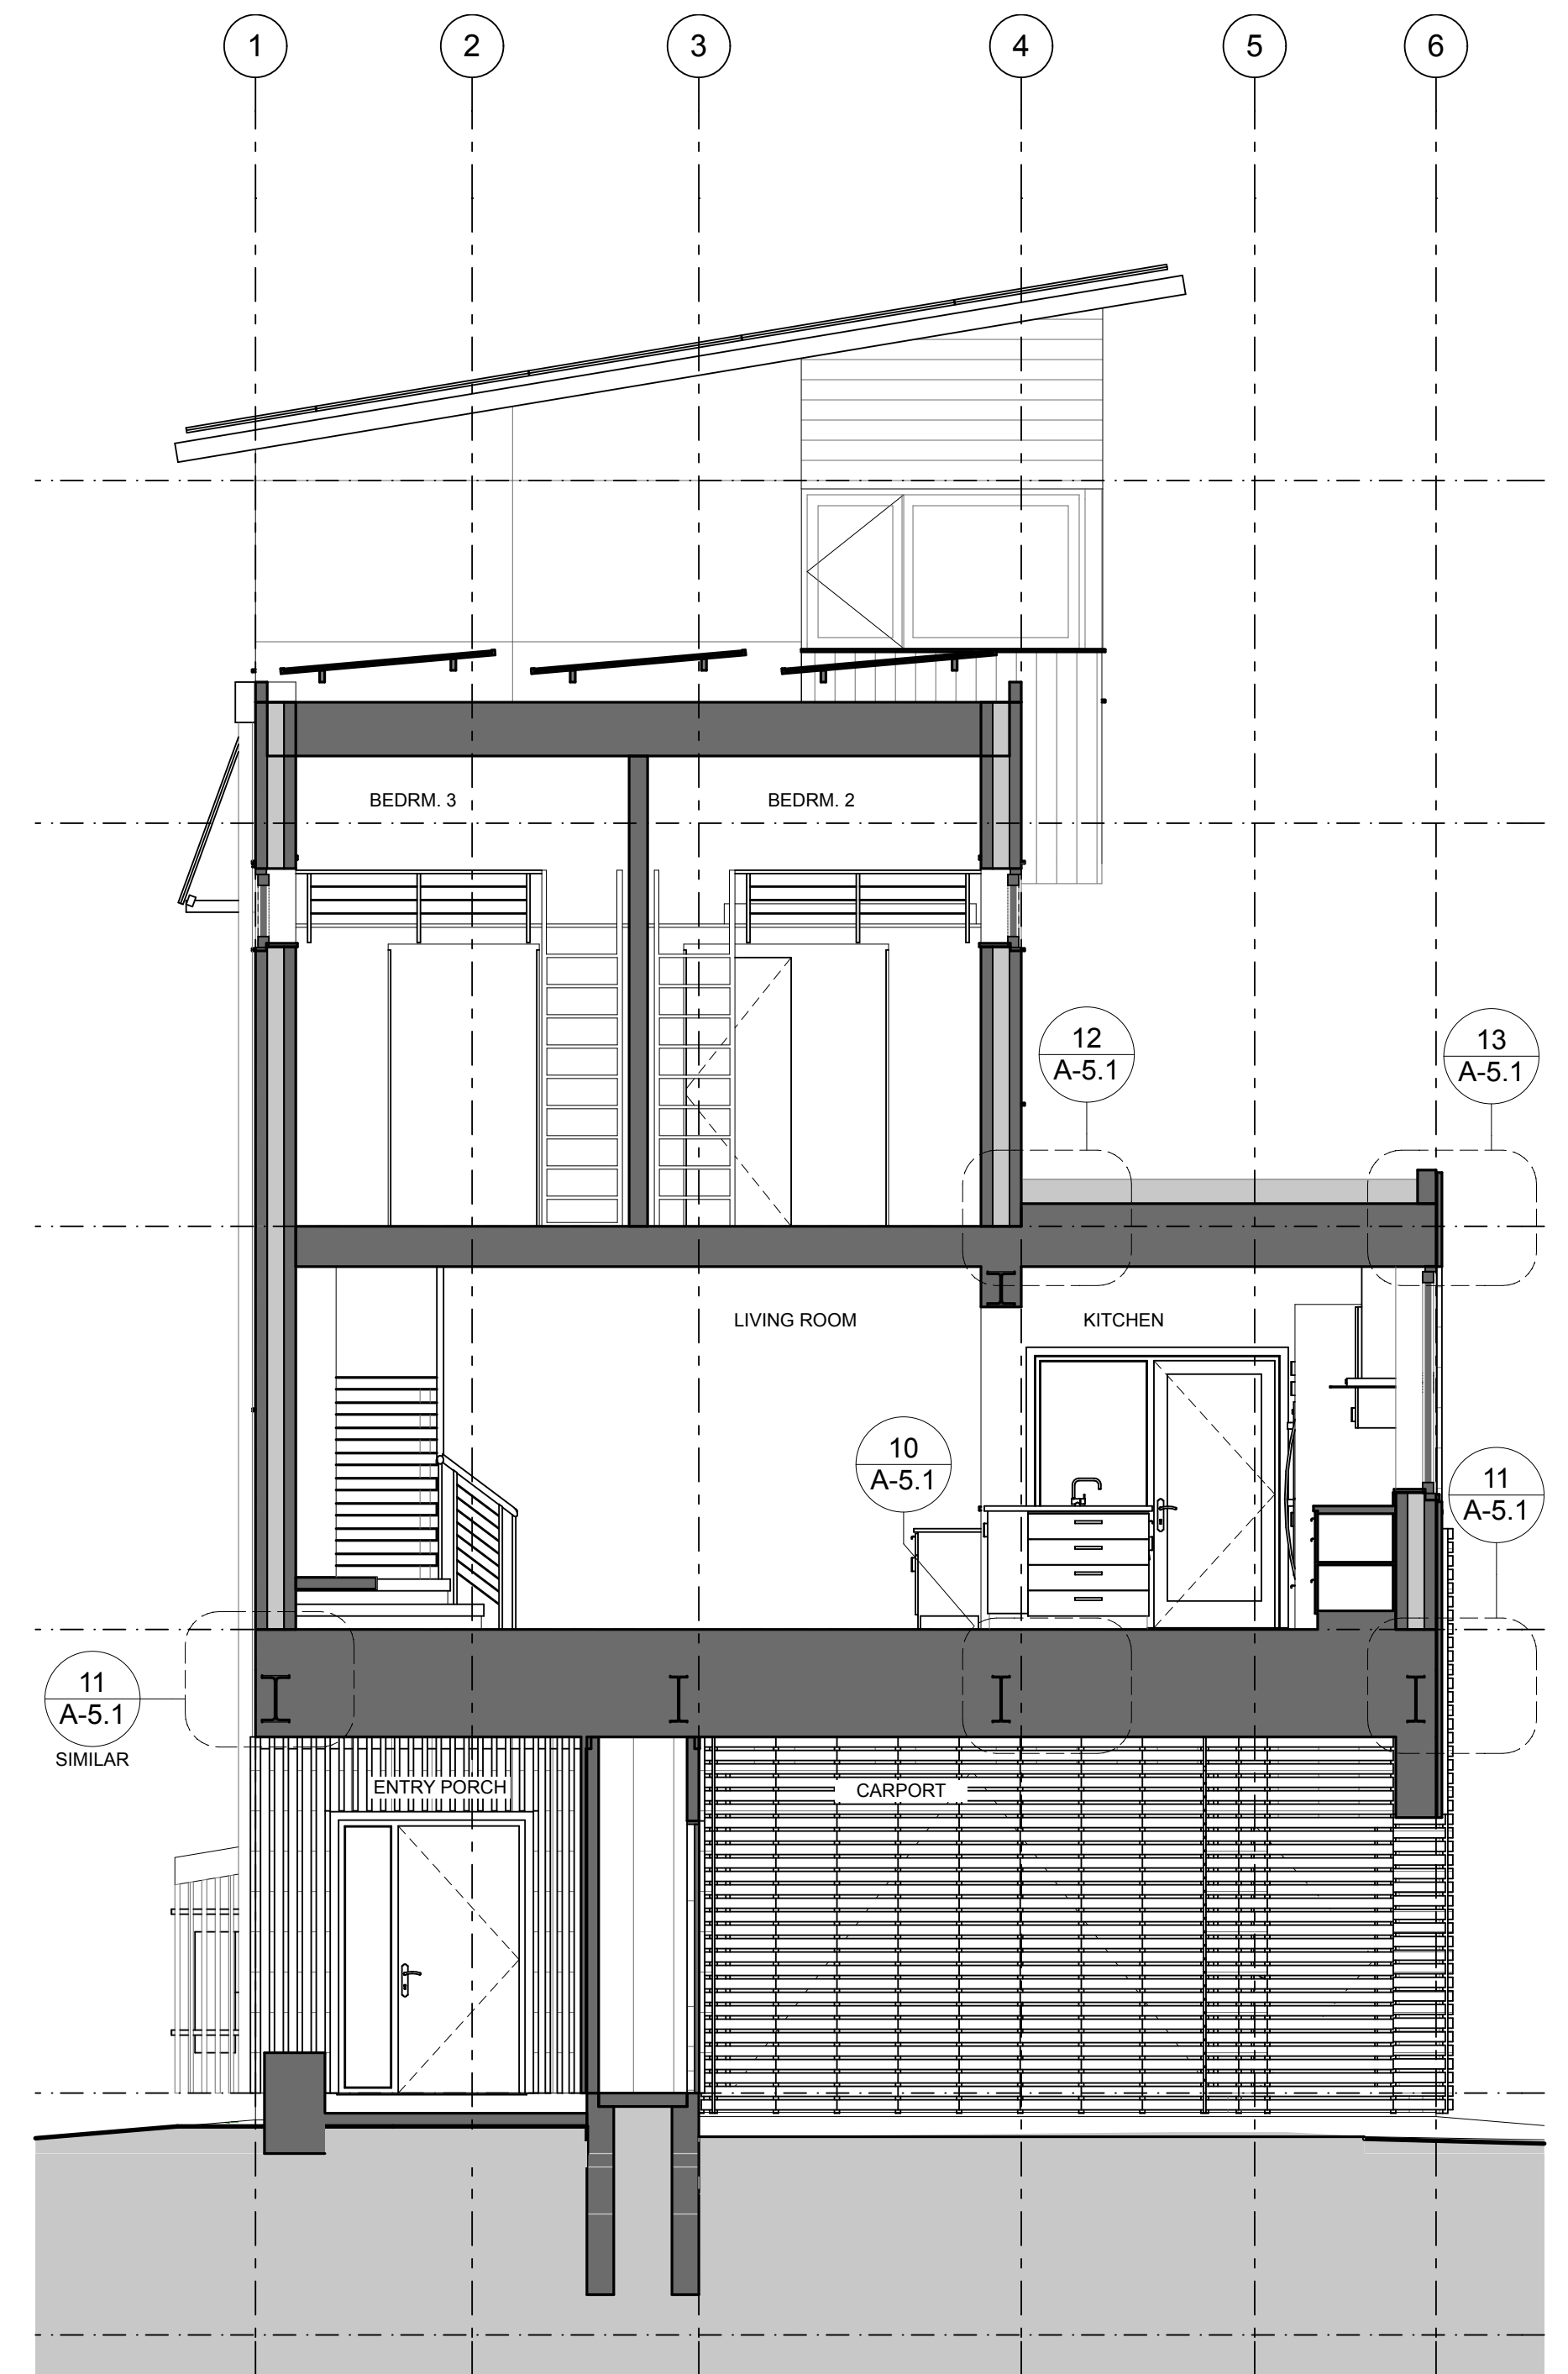 1 2 3 4 5 6
BEDRM. 3
BEDRM. 2
12
A-5.1
13
A-5.1
LIVING ROOM
KITCHEN
10
A-5.1
11
A-5.1
11
A-5.1
SIMILAR
ENTRY PORCH
CARPORT